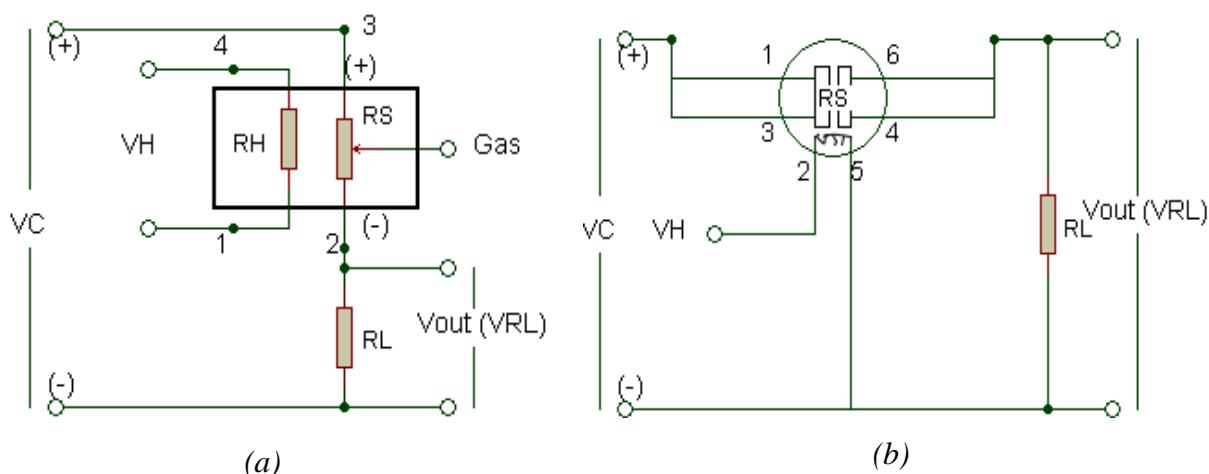 3
(+)
4
(+)
RS
RH
VH
Gas
VC
(-)
1
2
Vout (VRL)
RL
(-)
(a)
(+)
1
6
RS
3
4
2
5
VC
VH
RL
Vout (VRL)
(-)
(b)